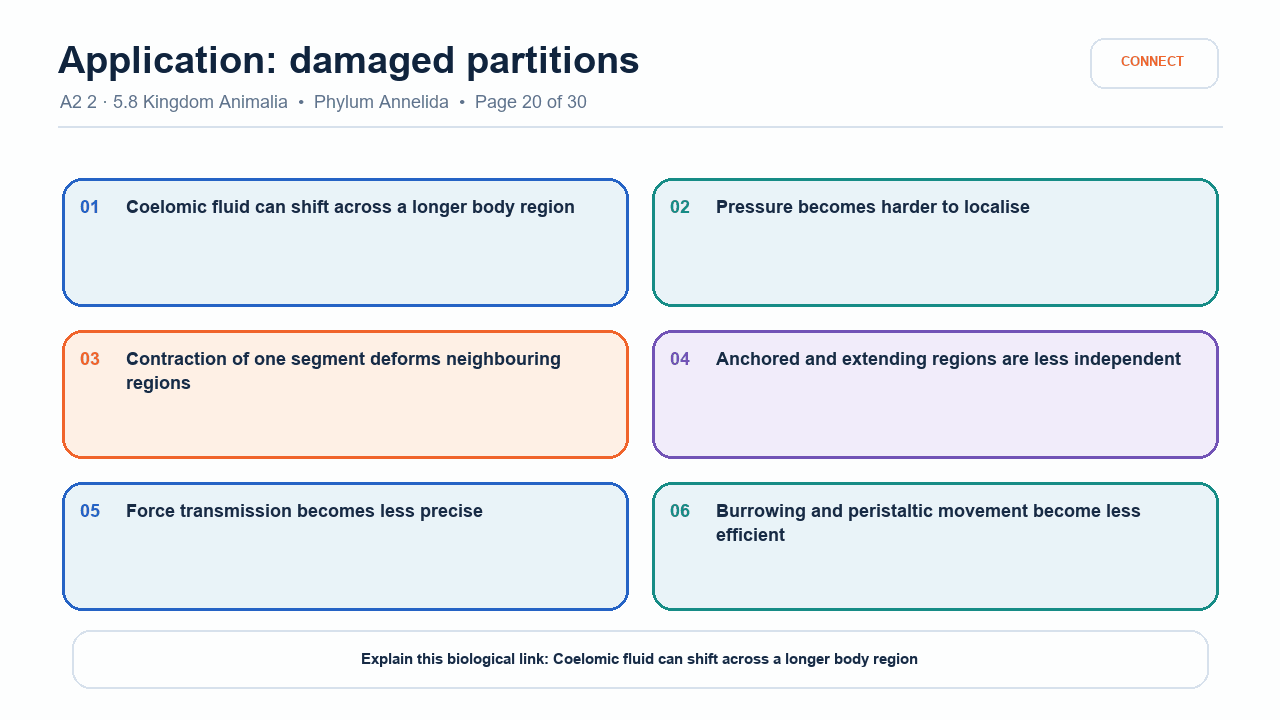 Application: damaged partitions
CONNECT
A2 2 · 5.8 Kingdom Animalia • Phylum Annelida • Page 20 of 30
01 Coelomic fluid can shift across a longer body region
02 Pressure becomes harder to localise
03 Contraction of one segment deforms neighbouring
regions
04 Anchored and extending regions are less independent
05 Force transmission becomes less precise
06 Burrowing and peristaltic movement become less
efficient
Explain this biological link: Coelomic fluid can shift across a longer body region